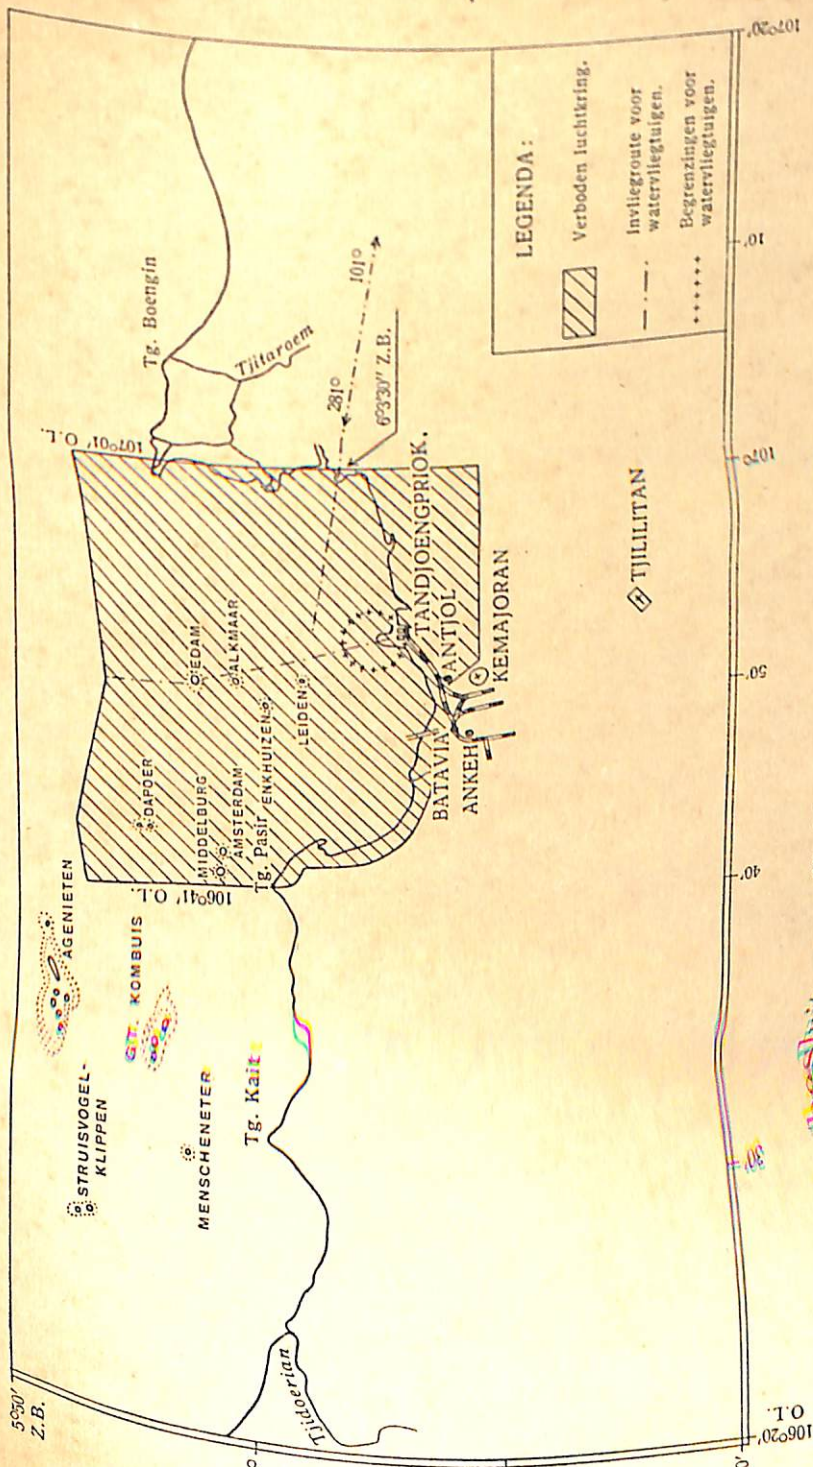 5°50'
Z.B.
STRUISVOGEL-
KLIPPEN
AGENIETEN
GR. KOMBUIS
MENSCHENETER
Tg. Kait
Tjidoerian
106°41' O.L.
DAPOER
MIDDELBURG
AMSTERDAM
Tg. Pasir
ENKHUIZEN
LEIDEN
EDAM
ALKMAAR
107°01' O.L.
Tg. Boengin
Tjitaroem
281°
101°
6°3'30" Z.B.
TANDJOENGPRIOK.
ANTJOL
KEMAJORAN
BATAVIA
ANKEH
TJILILITAN
LEGENDA:
Verboden luchtkring.
Invliegroute voor
watervliegtuigen.
Begrenzingen voor
watervliegtuigen.
106°20'
O.L.
30'
40'
50'
107°
10'
107°20'